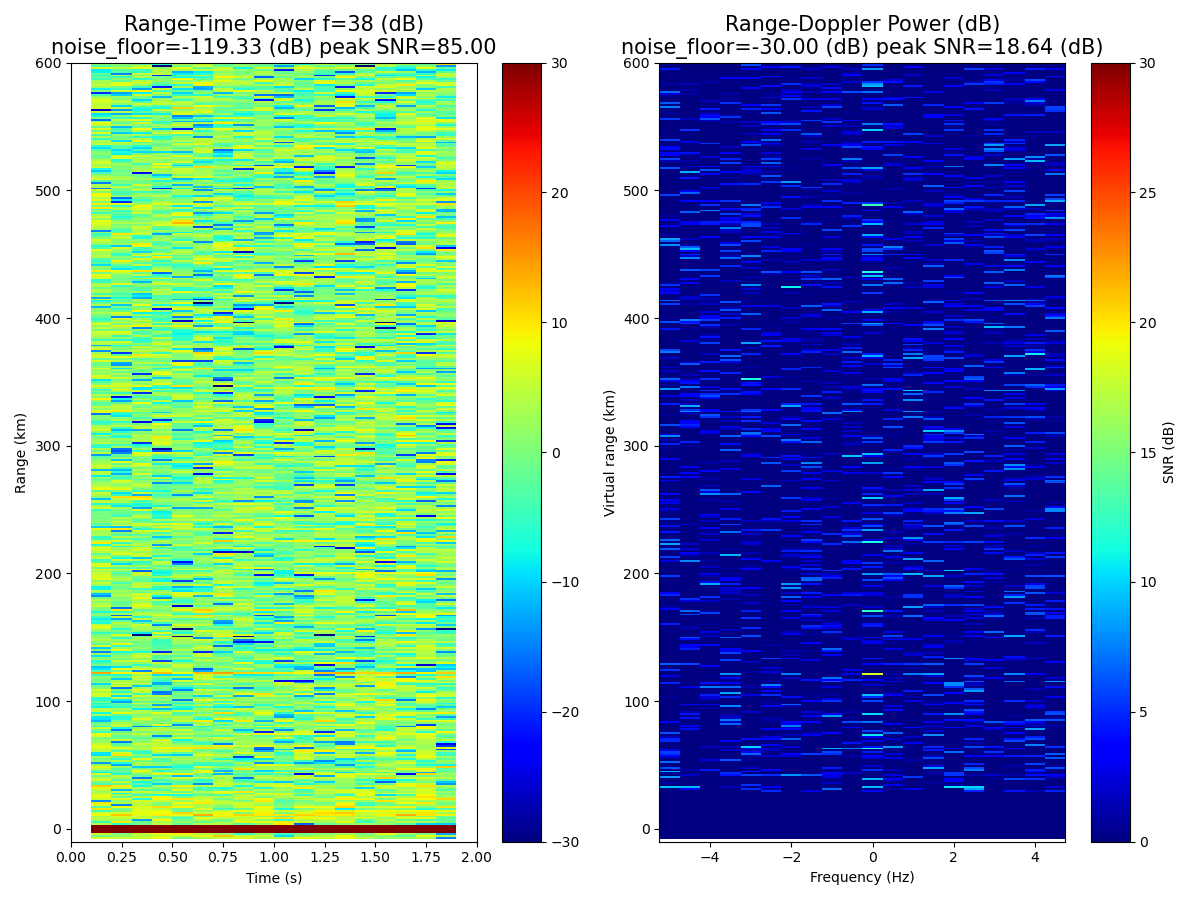 Range-Time Power f=38 (dB)
noise_floor=-119.33 (dB) peak SNR=85.00
Range (km)
600
500
400
300
200
100
0
0.00 0.25 0.50 0.75 1.00 1.25 1.50 1.75 2.00
Time (s)
30
20
10
0
−10
−20
−30
Range-Doppler Power (dB)
noise_floor=-30.00 (dB) peak SNR=18.64 (dB)
Virtual range (km)
600
500
400
300
200
100
0
−4 −2 0 2 4
Frequency (Hz)
30
25
20
15
10
5
0
SNR (dB)